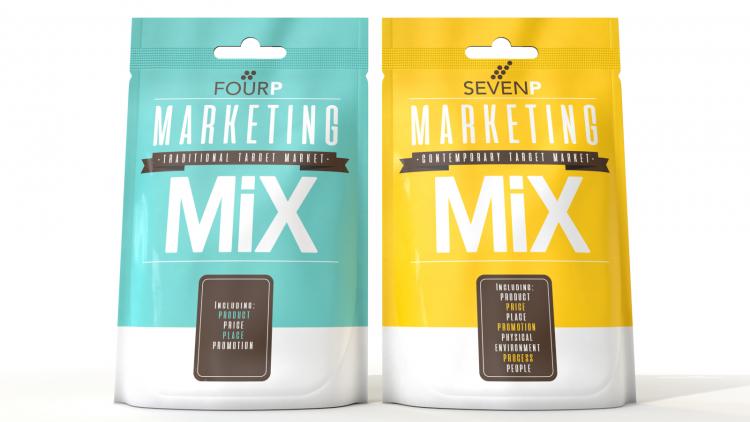 FOURP
MARKETING
· TRADITIONAL TARGET MARKET ·
MiX
INCLUDING:
PRODUCT
PRICE
PLACE
PROMOTION
SEVENP
MARKETING
· CONTEMPORARY TARGET MARKET ·
MiX
INCLUDING:
PRODUCT
PRICE
PLACE
PROMOTION
PHYSICAL
ENVIRONMENT
PROCESS
PEOPLE